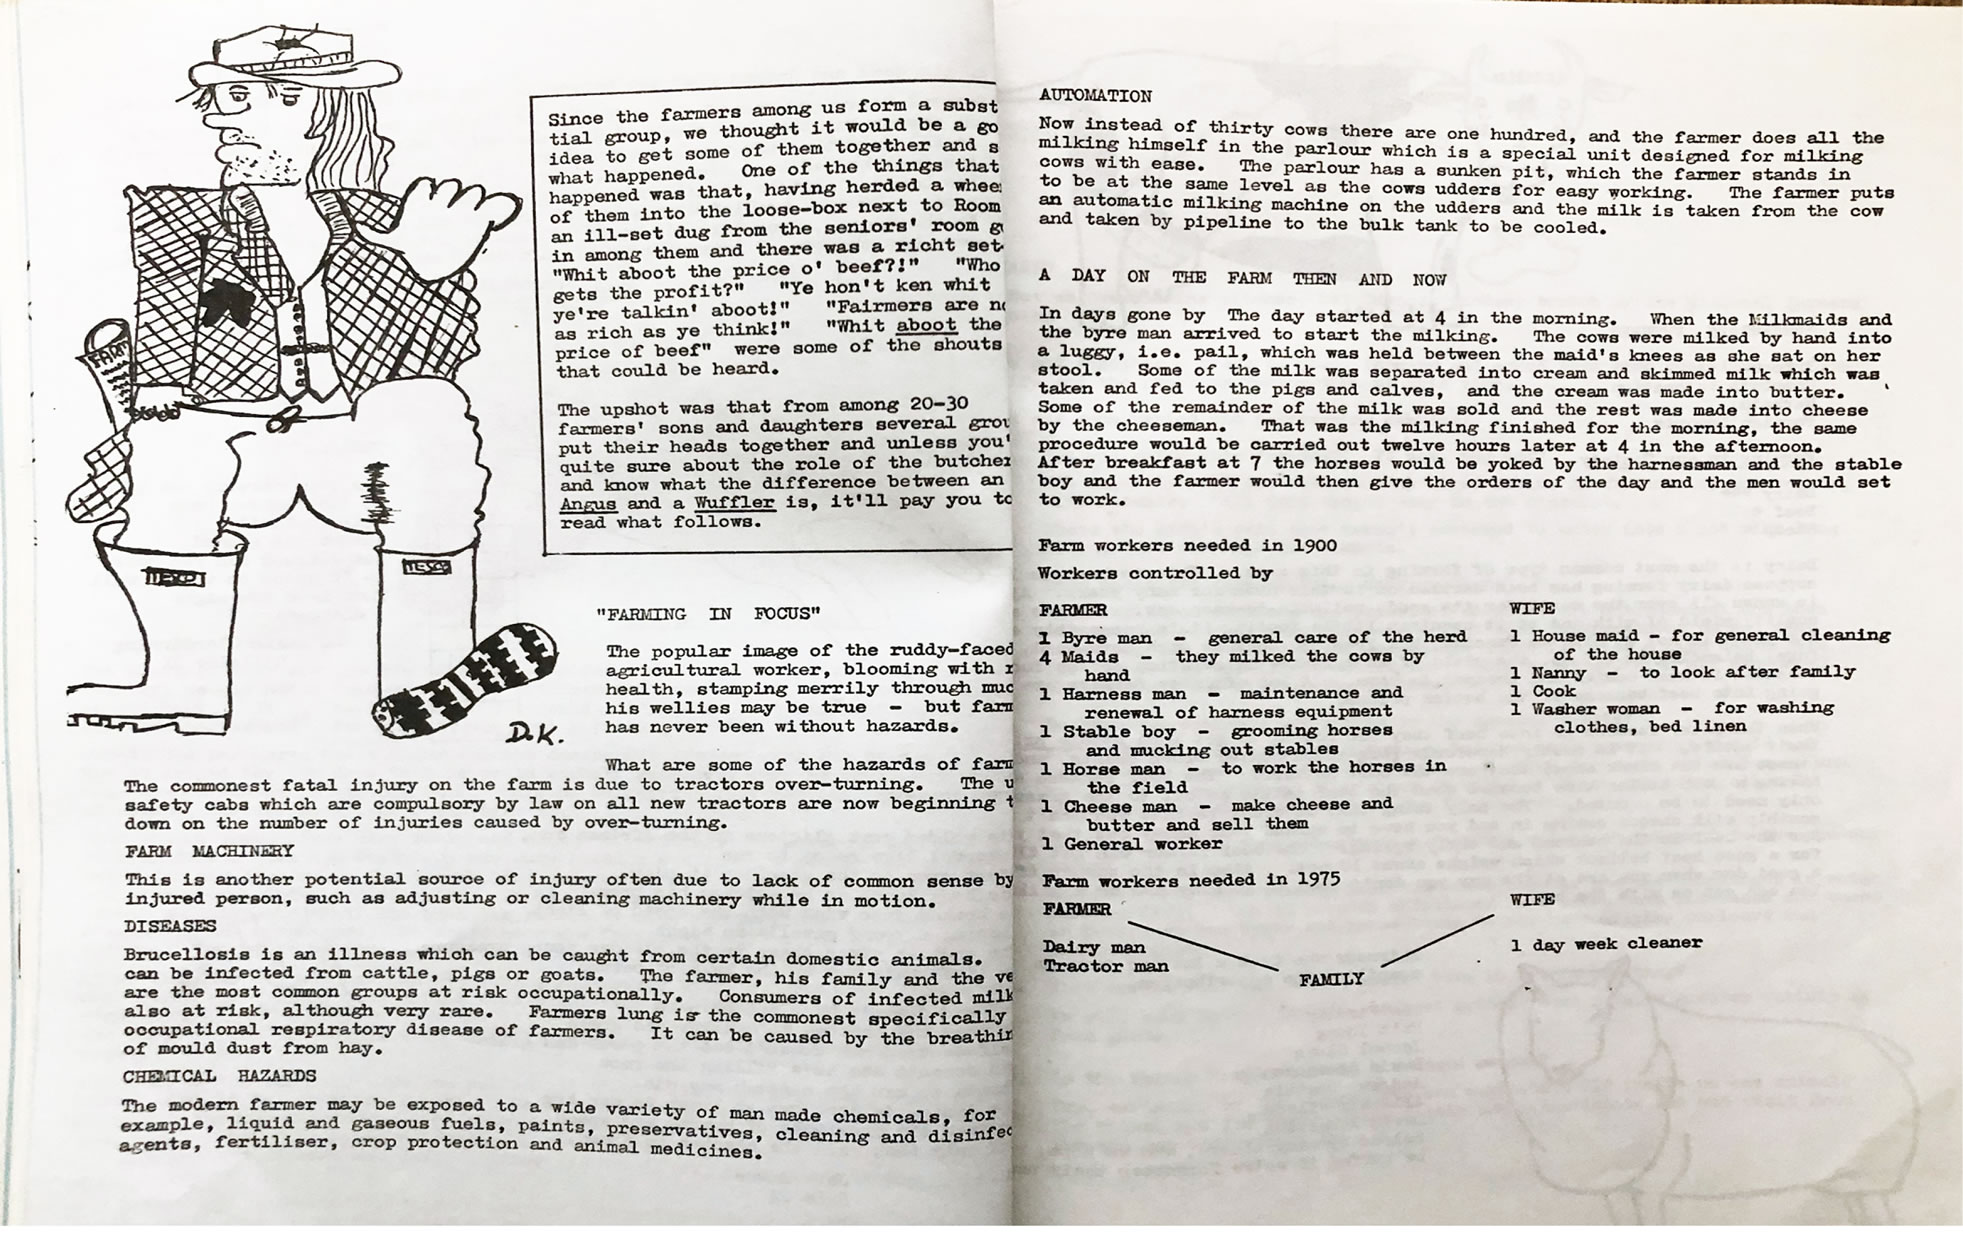 Since the farmers among us form a subst
tial group, we thought it would be a go
idea to get some of them together and s
what happened. One of the things that
happened was that, having herded a whee
of them into the loose-box next to Room
an ill-set dug from the seniors' room g
in among them and there was a richt set
"Whit aboot the price o' beef?!" "Who
gets the profit?" "Ye hon't ken whit
ye're talkin' aboot!" "Fairmers are no
as rich as ye think!" "Whit aboot the
price of beef" were some of the shouts
that could be heard.
The upshot was that from among 20-30
farmers' sons and daughters several grou
put their heads together and unless you'
quite sure about the role of the butcher
and know what the difference between an
Angus and a Wuffler is, it'll pay you to
read what follows.
FARM
D.K.
"FARMING IN FOCUS"
The popular image of the ruddy-faced
agricultural worker, blooming with r
health, stamping merrily through muc
his wellies may be true - but farm
has never been without hazards.
What are some of the hazards of farm
The commonest fatal injury on the farm is due to tractors over-turning. The u
safety cabs which are compulsory by law on all new tractors are now beginning t
down on the number of injuries caused by over-turning.
FARM MACHINERY
This is another potential source of injury often due to lack of common sense by
injured person, such as adjusting or cleaning machinery while in motion.
DISEASES
Brucellosis is an illness which can be caught from certain domestic animals.
can be infected from cattle, pigs or goats. The farmer, his family and the ve
are the most common groups at risk occupationally. Consumers of infected milk
also at risk, although very rare. Farmers lung is the commonest specifically
occupational respiratory disease of farmers. It can be caused by the breathin
of mould dust from hay.
CHEMICAL HAZARDS
The modern farmer may be exposed to a wide variety of man made chemicals, for
example, liquid and gaseous fuels, paints, preservatives, cleaning and disinfec
agents, fertiliser, crop protection and animal medicines.
AUTOMATION
Now instead of thirty cows there are one hundred, and the farmer does all the
milking himself in the parlour which is a special unit designed for milking
cows with ease. The parlour has a sunken pit, which the farmer stands in
to be at the same level as the cows udders for easy working. The farmer puts
an automatic milking machine on the udders and the milk is taken from the cow
and taken by pipeline to the bulk tank to be cooled.
A DAY ON THE FARM THEN AND NOW
In days gone by The day started at 4 in the morning. When the Milkmaids and
the byre man arrived to start the milking. The cows were milked by hand into
a luggy, i.e. pail, which was held between the maid's knees as she sat on her
stool. Some of the milk was separated into cream and skimmed milk which was
taken and fed to the pigs and calves, and the cream was made into butter.
Some of the remainder of the milk was sold and the rest was made into cheese
by the cheeseman. That was the milking finished for the morning, the same
procedure would be carried out twelve hours later at 4 in the afternoon.
After breakfast at 7 the horses would be yoked by the harnessman and the stable
boy and the farmer would then give the orders of the day and the men would set
to work.
Farm workers needed in 1900
Workers controlled by
FARMER
1 Byre man - general care of the herd
4 Maids - they milked the cows by
hand
1 Harness man - maintenance and
renewal of harness equipment
1 Stable boy - grooming horses
and mucking out stables
1 Horse man - to work the horses in
the field
1 Cheese man - make cheese and
butter and sell them
1 General worker
WIFE
1 House maid - for general cleaning
of the house
1 Nanny - to look after family
1 Cook
1 Washer woman - for washing
clothes, bed linen
Farm workers needed in 1975
FARMER
Dairy man
Tractor man
FAMILY
WIFE
1 day week cleaner